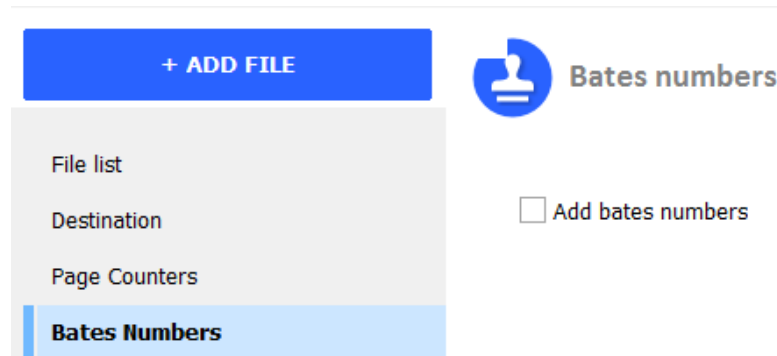 + ADD FILE
Bates numbers
File list
Destination
Page Counters
Bates Numbers
Add bates numbers